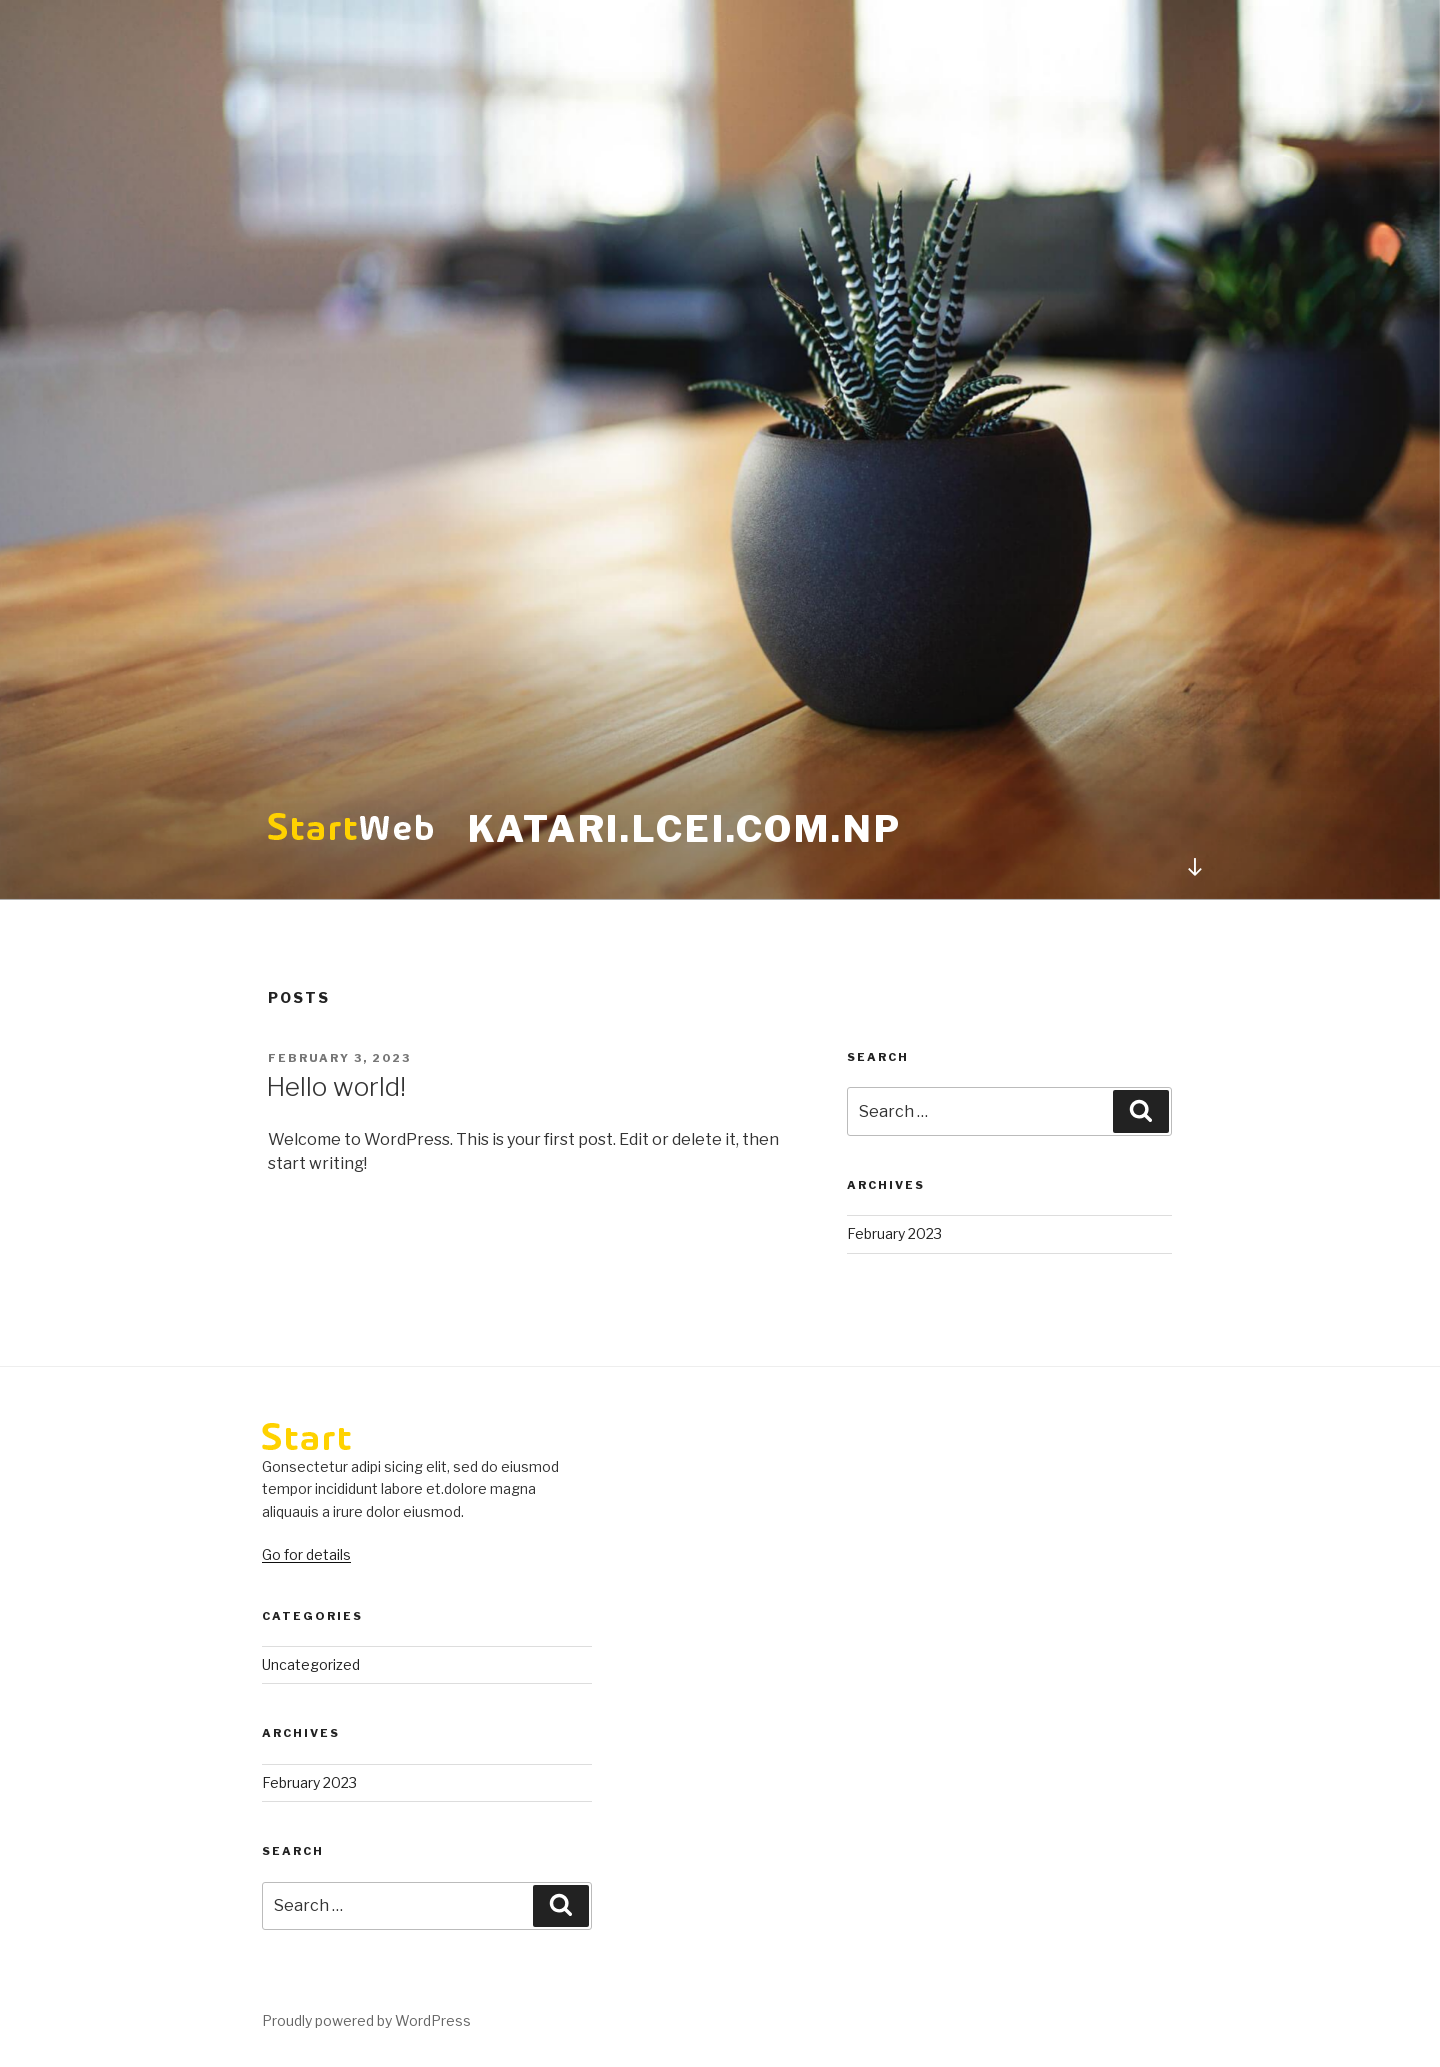 StartWeb KATARI.LCEI.COM.NP
POSTS
FEBRUARY 3, 2023
Hello world!
Welcome to WordPress. This is your first post. Edit or delete it, then
start writing!
SEARCH
Search …
ARCHIVES
February 2023
Start
Gonsectetur adipi sicing elit, sed do eiusmod
tempor incididunt labore et.dolore magna
aliquauis a irure dolor eiusmod.
Go for details
CATEGORIES
Uncategorized
ARCHIVES
February 2023
SEARCH
Search …
Proudly powered by WordPress